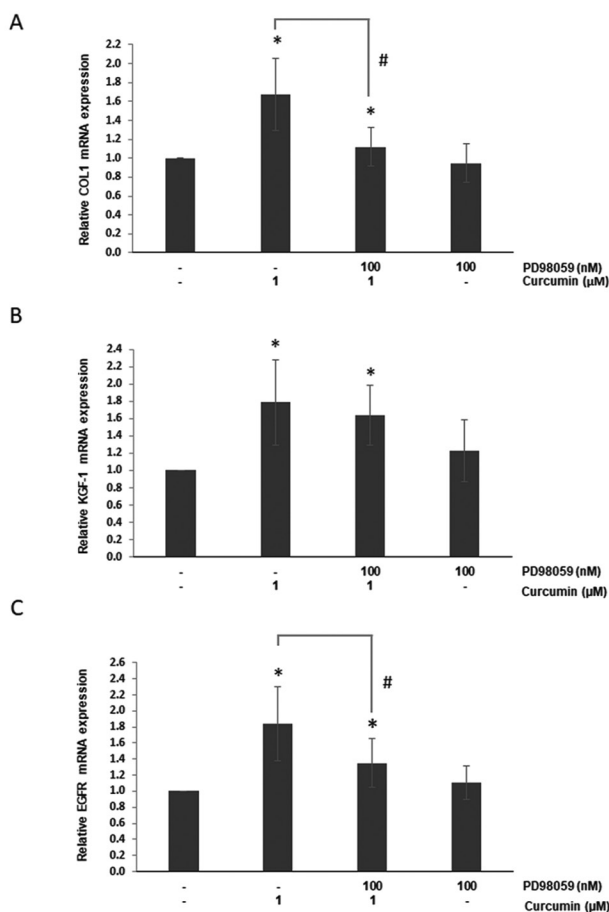 A
Relative COL1 mRNA expression
2.2
2.0
1.8
1.6
1.4
1.2
1.0
0.8
0.6
0.4
0.2
0.0
* * #
- - 100 100 PD98059 (nM)
- 1 1 - Curcumin (µM)
B
Relative KGF-1 mRNA expression
2.4
2.2
2.0
1.8
1.6
1.4
1.2
1.0
0.8
0.6
0.4
0.2
0.0
* *
- - 100 100 PD98059 (nM)
- 1 1 - Curcumin (µM)
C
Relative EGFR mRNA expression
2.6
2.4
2.2
2.0
1.8
1.6
1.4
1.2
1.0
0.8
0.6
0.4
0.2
0.0
* * #
- - 100 100 PD98059 (nM)
- 1 1 - Curcumin (µM)